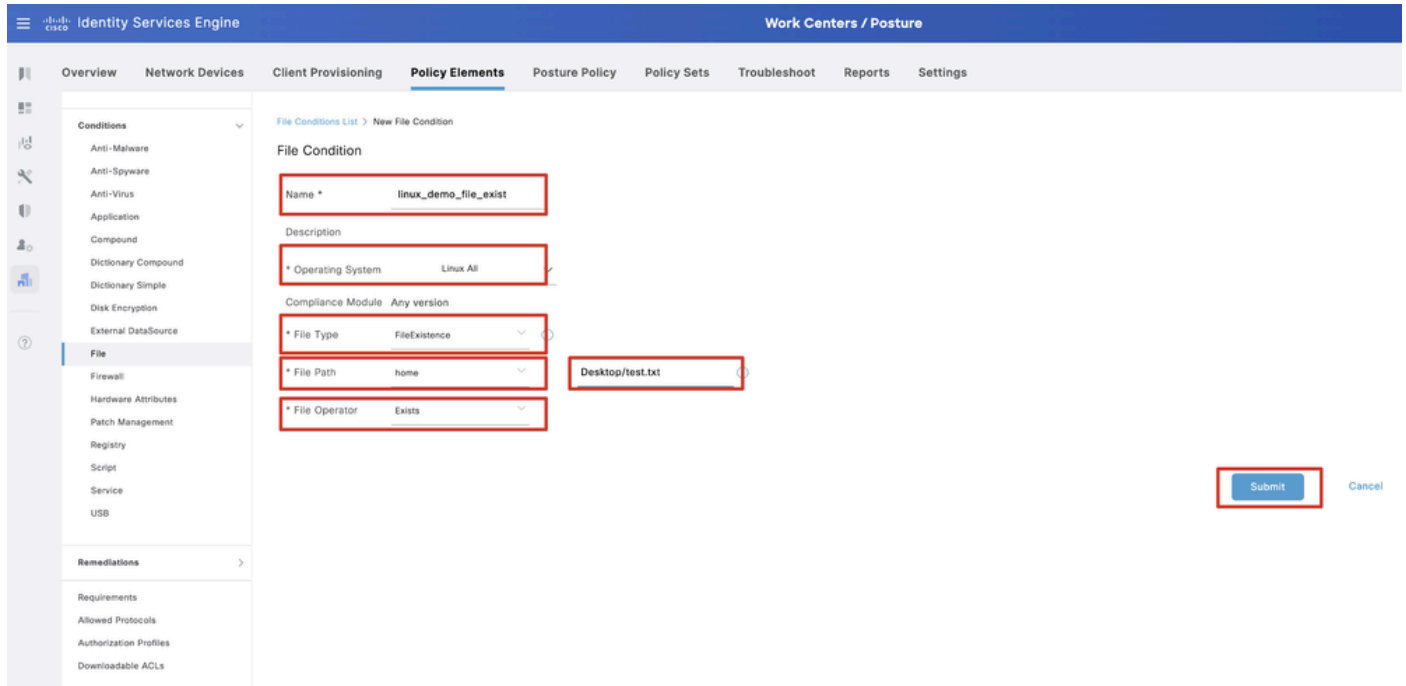 cisco Identity Services Engine
Work Centers / Posture
Overview Network Devices Client Provisioning Policy Elements Posture Policy Policy Sets Troubleshoot Reports Settings
Conditions
Anti-Malware
Anti-Spyware
Anti-Virus
Application
Compound
Dictionary Compound
Dictionary Simple
Disk Encryption
External DataSource
File
Firewall
Hardware Attributes
Patch Management
Registry
Script
Service
USB
Remediations
Requirements
Allowed Protocols
Authorization Profiles
Downloadable ACLs
File Conditions List > New File Condition
File Condition
Name * linux_demo_file_exist
Description
* Operating System Linux All
Compliance Module Any version
* File Type FileExistence
* File Path home Desktop/test.txt
* File Operator Exists
Submit Cancel